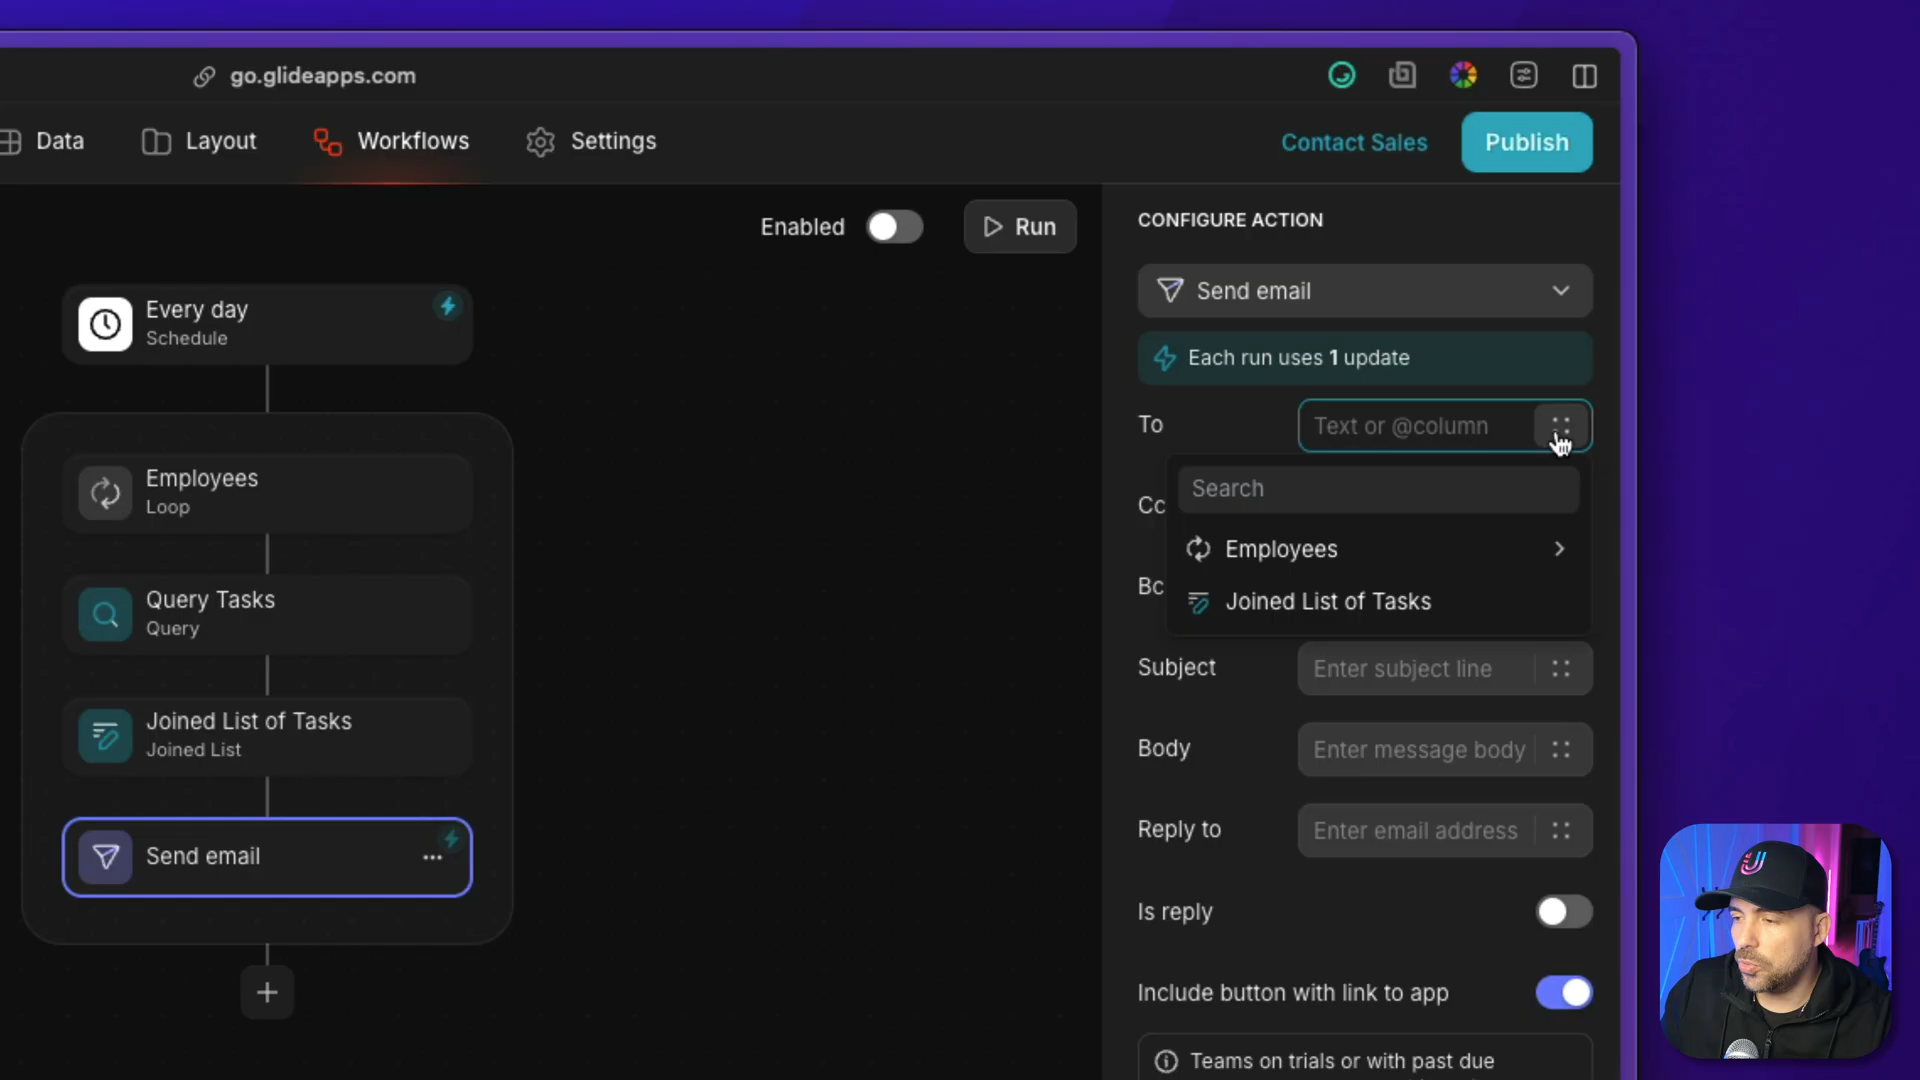 go.glideapps.com
Data
Layout
Workflows
Settings
Contact Sales
Publish
Enabled
Run
Every day
Schedule
Employees
Loop
Query Tasks
Query
Joined List of Tasks
Joined List
Send email
CONFIGURE ACTION
Send email
Each run uses 1 update
To
Text or @column
Search
Cc
Employees
Bc
Joined List of Tasks
Subject
Enter subject line
Body
Enter message body
Reply to
Enter email address
Is reply
Include button with link to app
Teams on trials or with past due